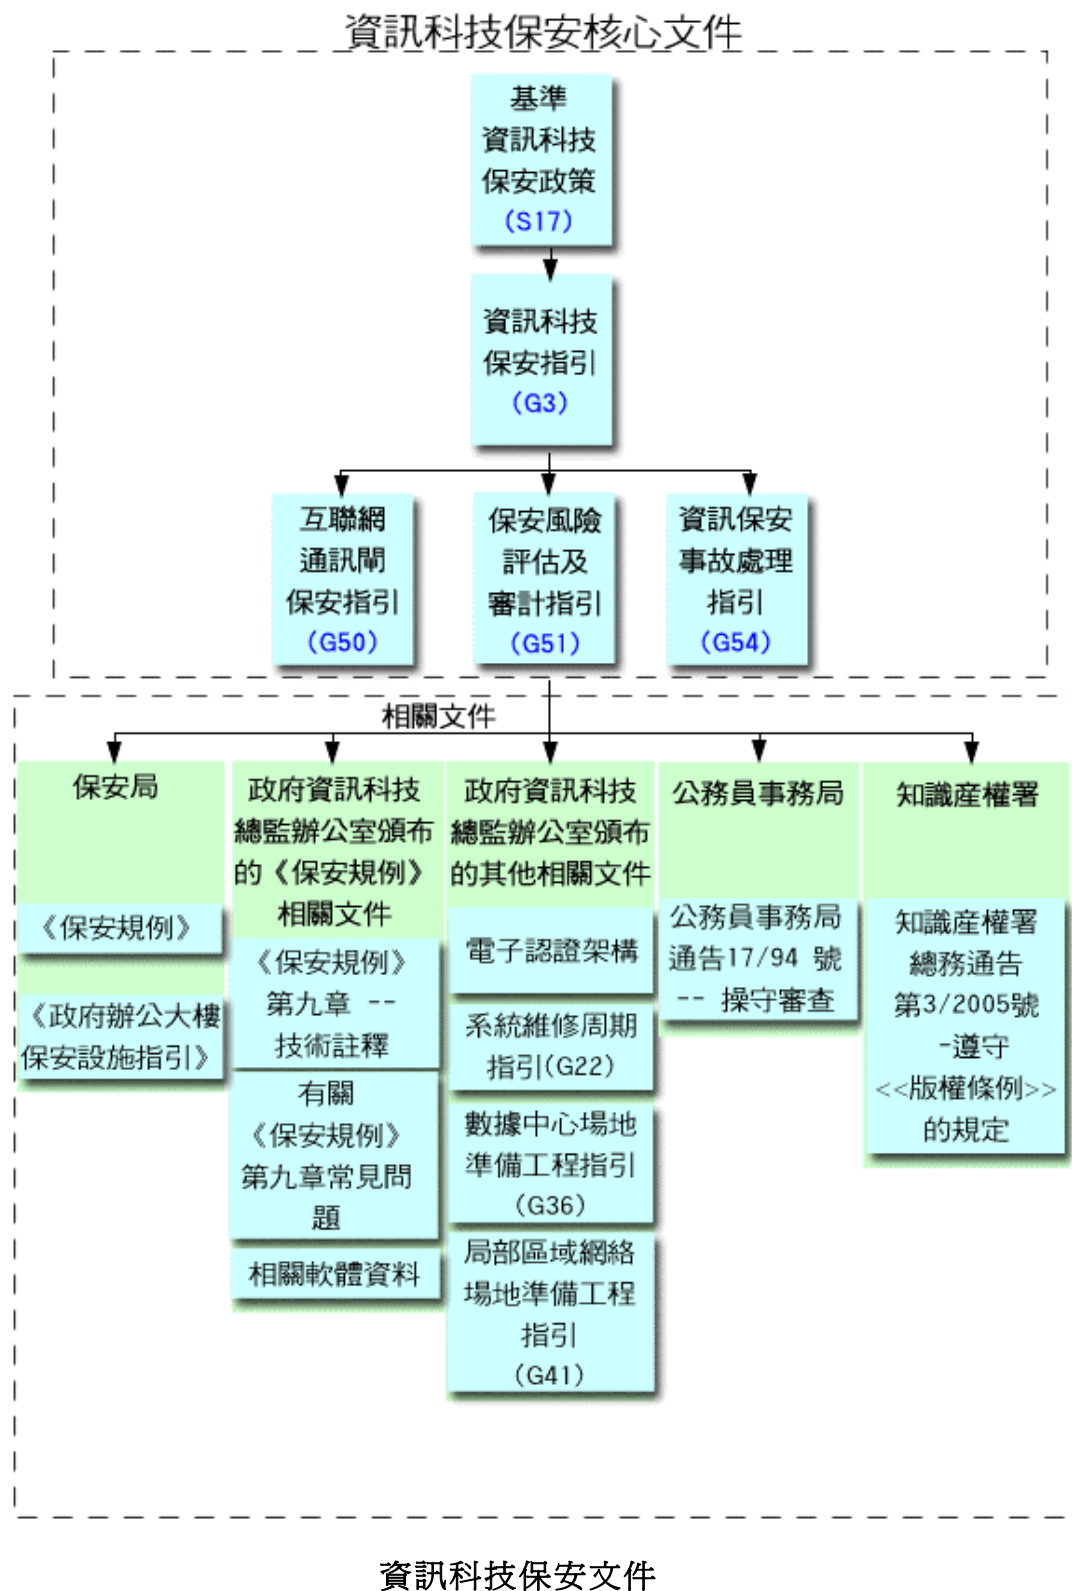 資訊科技保安核心文件
基準
資訊科技
保安政策
(S17)
資訊科技
保安指引
(G3)
互聯網
通訊閘
保安指引
(G50)
保安風險
評估及
審計指引
(G51)
資訊保安
事故處理
指引
(G54)
相關文件
保安局
《保安規例》
《政府辦公大樓
保安設施指引》
政府資訊科技
總監辦公室頒布
的《保安規例》
相關文件
《保安規例》
第九章 --
技術註釋
有關
《保安規例》
第九章常見問
題
相關軟體資料
政府資訊科技
總監辦公室頒布
的其他相關文件
電子認證架構
系統維修周期
指引(G22)
數據中心場地
準備工程指引
(G36)
局部區域網絡
場地準備工程
指引
(G41)
公務員事務局
公務員事務局
通告17/94 號
-- 操守審查
知識產權署
知識產權署
總務通告
第3/2005號
-遵守
<<版權條例>>
的規定
資訊科技保安文件